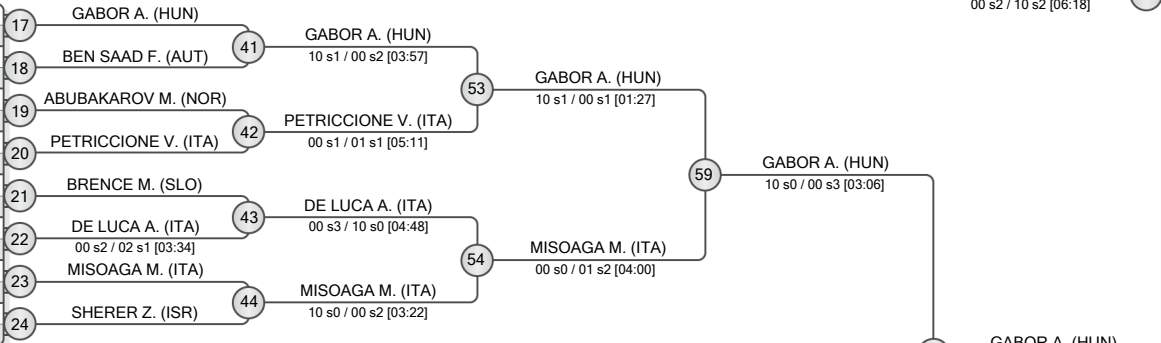 00 s2 / 10 s2 [06:18]
17 GABOR A. (HUN)
41 GABOR A. (HUN)
10 s1 / 00 s2 [03:57]
18 BEN SAAD F. (AUT)
53 GABOR A. (HUN)
10 s1 / 00 s1 [01:27]
19 ABUBAKAROV M. (NOR)
42 PETRICCIONE V. (ITA)
00 s1 / 01 s1 [05:11]
20 PETRICCIONE V. (ITA)
59 GABOR A. (HUN)
10 s0 / 00 s3 [03:06]
21 BRENCE M. (SLO)
43 DE LUCA A. (ITA)
00 s3 / 10 s0 [04:48]
22 DE LUCA A. (ITA)
00 s2 / 02 s1 [03:34]
54 MISOAGA M. (ITA)
00 s0 / 01 s2 [04:00]
23 MISOAGA M. (ITA)
44 MISOAGA M. (ITA)
10 s0 / 00 s2 [03:22]
24 SHERER Z. (ISR)
GABOR A. (HUN)